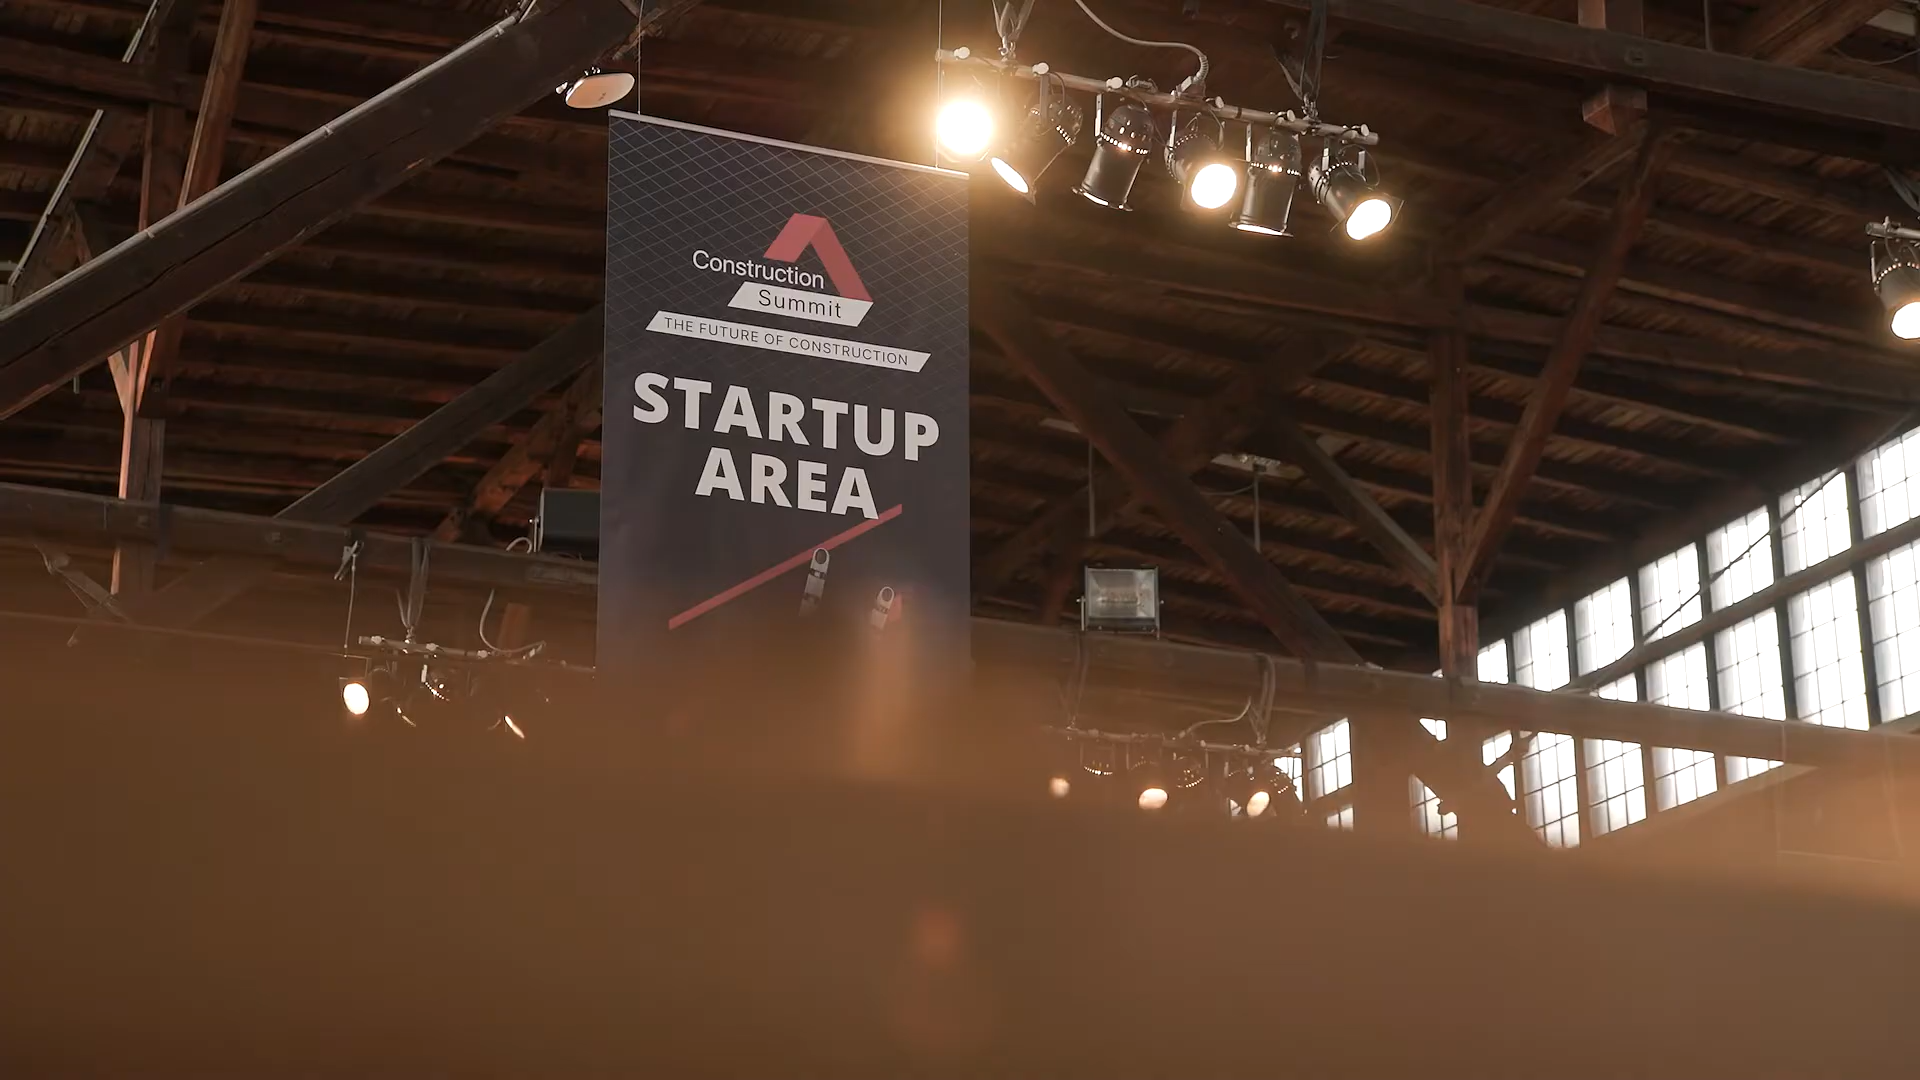 Construction
Summit
THE FUTURE OF CONSTRUCTION
STARTUP
AREA